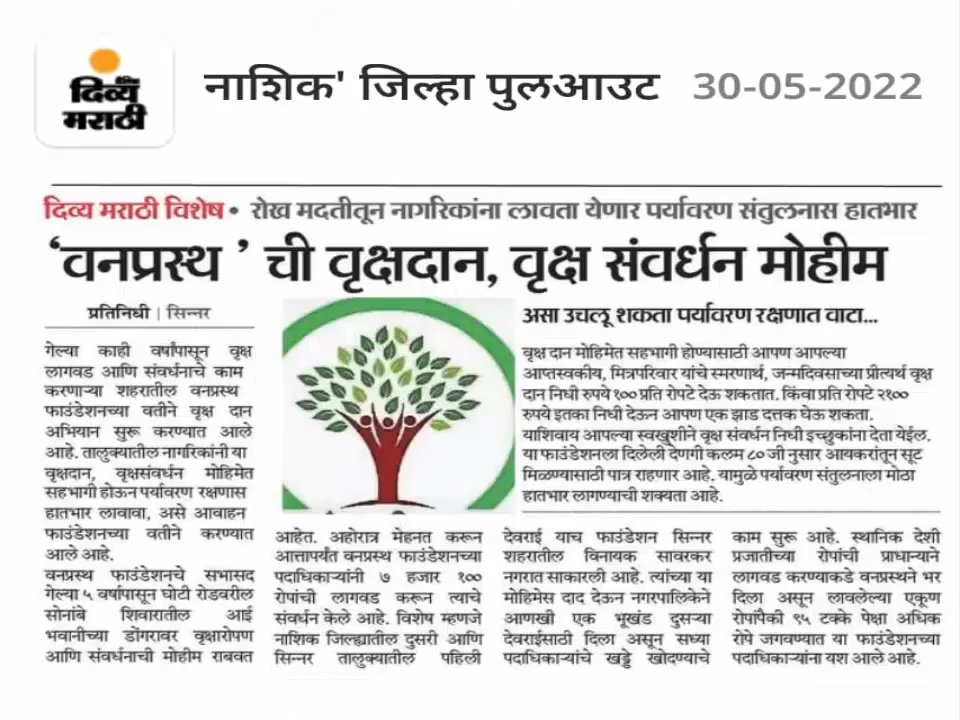 दिव्य
मराठी
नाशिक' जिल्हा पुलआउट 30-05-2022
दिव्य मराठी विशेष • रोख मदतीतून नागरिकांना लावता येणार पर्यावरण संतुलनास हातभार
‘वनप्रस्थ ’ ची वृक्षदान, वृक्ष संवर्धन मोहीम
प्रतिनिधी | सिन्नर
गेल्या काही वर्षांपासून वृक्ष
लागवड आणि संवर्धनाचे काम
करणाऱ्या शहरातील वनप्रस्थ
फाउंडेशनच्या वतीने वृक्ष दान
अभियान सुरू करण्यात आले
आहे. तालुक्यातील नागरिकांनी या
वृक्षदान, वृक्षसंवर्धन मोहिमेत
सहभागी होऊन पर्यावरण रक्षणास
हातभार लावावा, असे आवाहन
फाउंडेशनच्या वतीने करण्यात
आले आहे.
वनप्रस्थ फाउंडेशनचे सभासद
गेल्या ५ वर्षांपासून घोटी रोडवरील
सोनांबे शिवारातील आई
भवानीच्या डोंगरावर वृक्षारोपण
आणि संवर्धनाची मोहीम राबवत
असा उचलू शकता पर्यावरण रक्षणात वाटा...
वृक्ष दान मोहिमेत सहभागी होण्यासाठी आपण आपल्या
आप्तस्वकीय, मित्रपरिवार यांचे स्मरणार्थ, जन्मदिवसाच्या प्रीत्यर्थ वृक्ष
दान निधी रुपये १०० प्रति रोपटे देऊ शकतात. किंवा प्रति रोपटे २१००
रुपये इतका निधी देऊन आपण एक झाड दत्तक घेऊ शकता.
याशिवाय आपल्या स्वखुशीने वृक्ष संवर्धन निधी इच्छुकांना देता येईल.
या फाउंडेशनला दिलेली देणगी कलम ८० जी नुसार आयकरांतून सूट
मिळण्यासाठी पात्र राहणार आहे. यामुळे पर्यावरण संतुलनाला मोठा
हातभार लागण्याची शक्यता आहे.
आहेत. अहोरात्र मेहनत करून
आत्तापर्यंत वनप्रस्थ फाउंडेशनच्या
पदाधिकाऱ्यांनी ७ हजार १००
रोपांची लागवड करून त्याचे
संवर्धन केले आहे. विशेष म्हणजे
नाशिक जिल्ह्यातील दुसरी आणि
सिन्नर तालुक्यातील पहिली
देवराई याच फाउंडेशन सिन्नर
शहरातील विनायक सावरकर
नगरात साकारली आहे. त्यांच्या या
मोहिमेस दाद देऊन नगरपालिकेने
आणखी एक भूखंड दुसऱ्या
देवराईसाठी दिला असून सध्या
पदाधिकाऱ्यांचे खड्डे खोदण्याचे
काम सुरू आहे. स्थानिक देशी
प्रजातीच्या रोपांची प्राधान्याने
लागवड करण्याकडे वनप्रस्थने भर
दिला असून लावलेल्या एकूण
रोपांपैकी ९५ टक्के पेक्षा अधिक
रोपे जगवण्यात या फाउंडेशनच्या
पदाधिकाऱ्यांना यश आले आहे.